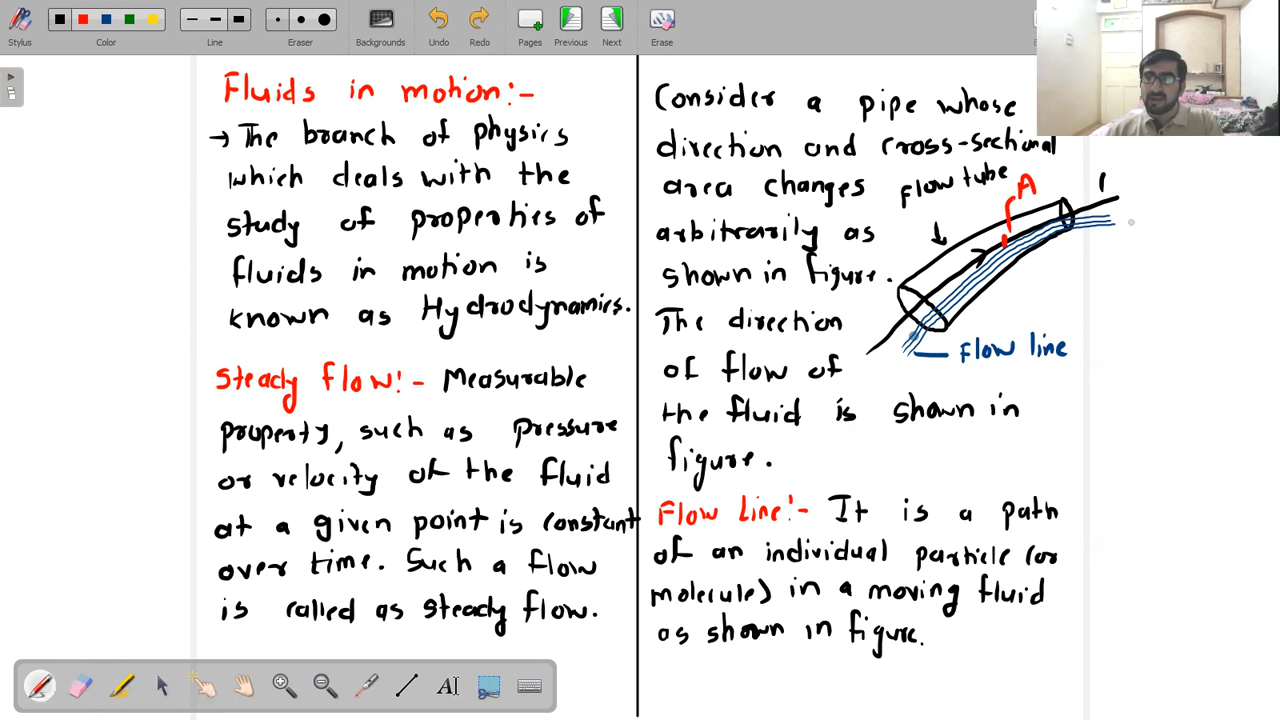 Stylus
Color
Line
Eraser
Backgrounds
Undo
Redo
Pages
Previous
Next
Erase
Fluids in motion:-
→ The branch of physics
which deals with the
study of properties of
fluids in motion is
known as Hydrodynamics.
Steady flow:- Measurable
property, such as pressure
or velocity of the fluid
at a given point is constant
over time. Such a flow
is called as steady flow.
Consider a pipe whose
direction and cross-sectional
area changes
arbitrarily as
shown in figure.
The direction
of flow of
the fluid is shown in
figure.
flow tube
A
Flow line
Flow line:- It is a path
of an individual particle (or
molecule) in a moving fluid
as shown in figure.
A